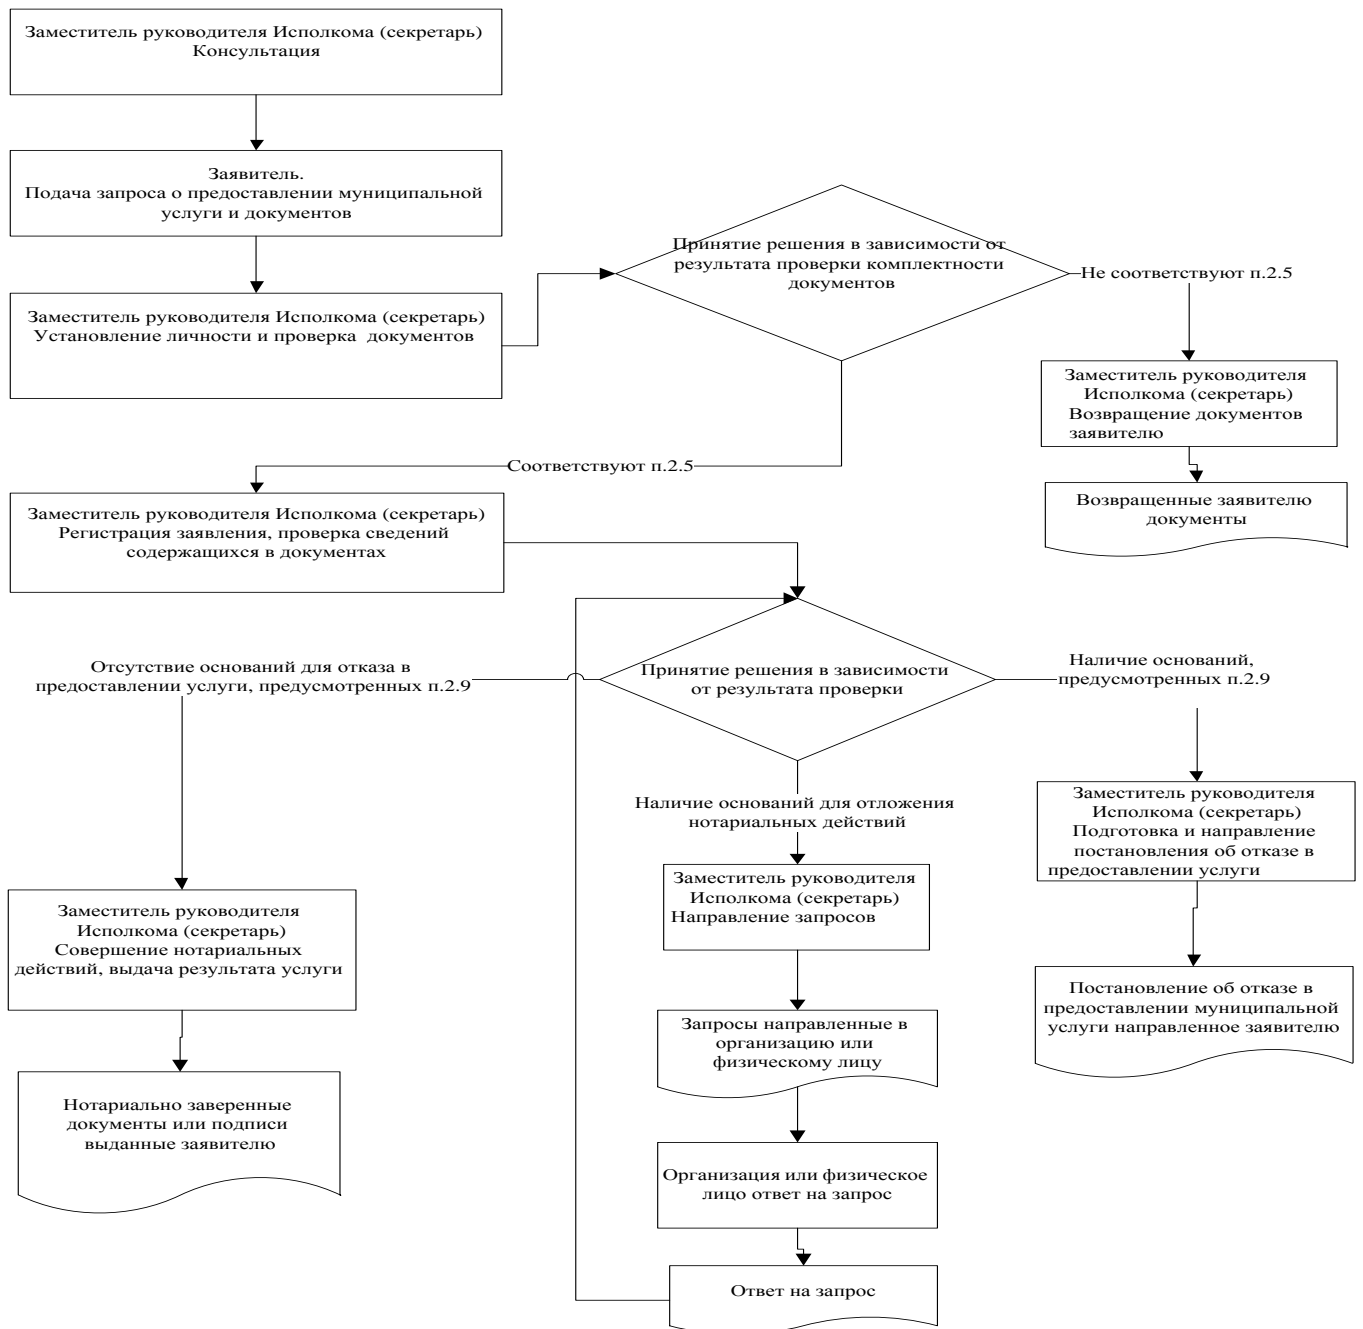 Заместитель руководителя Исполкома (секретарь)
Консультация
Заявитель.
Подача запроса о предоставлении муниципальной
услуги и документов
Заместитель руководителя Исполкома (секретарь)
Установление личности и проверка документов
Принятие решения в зависимости от
результата проверки комплектности
документов
Не соответствуют п.2.5
Заместитель руководителя
Исполкома (секретарь)
Возвращение документов
заявителю
Возвращенные заявителю
документы
Соответствуют п.2.5
Заместитель руководителя Исполкома (секретарь)
Регистрация заявления, проверка сведений
содержащихся в документах
Принятие решения в зависимости
от результата проверки
Отсутствие оснований для отказа в
предоставлении услуги, предусмотренных п.2.9
Наличие оснований,
предусмотренных п.2.9
Наличие оснований для отложения
нотариальных действий
Заместитель руководителя
Исполкома (секретарь)
Подготовка и направление
постановления об отказе в
предоставлении услуги
Заместитель руководителя
Исполкома (секретарь)
Направление запросов
Заместитель руководителя
Исполкома (секретарь)
Совершение нотариальных
действий, выдача результата услуги
Постановление об отказе в
предоставлении муниципальной
услуги направленное заявителю
Запросы направленные в
организацию или
физическому лицу
Нотариально заверенные
документы или подписи
выданные заявителю
Организация или физическое
лицо ответ на запрос
Ответ на запрос